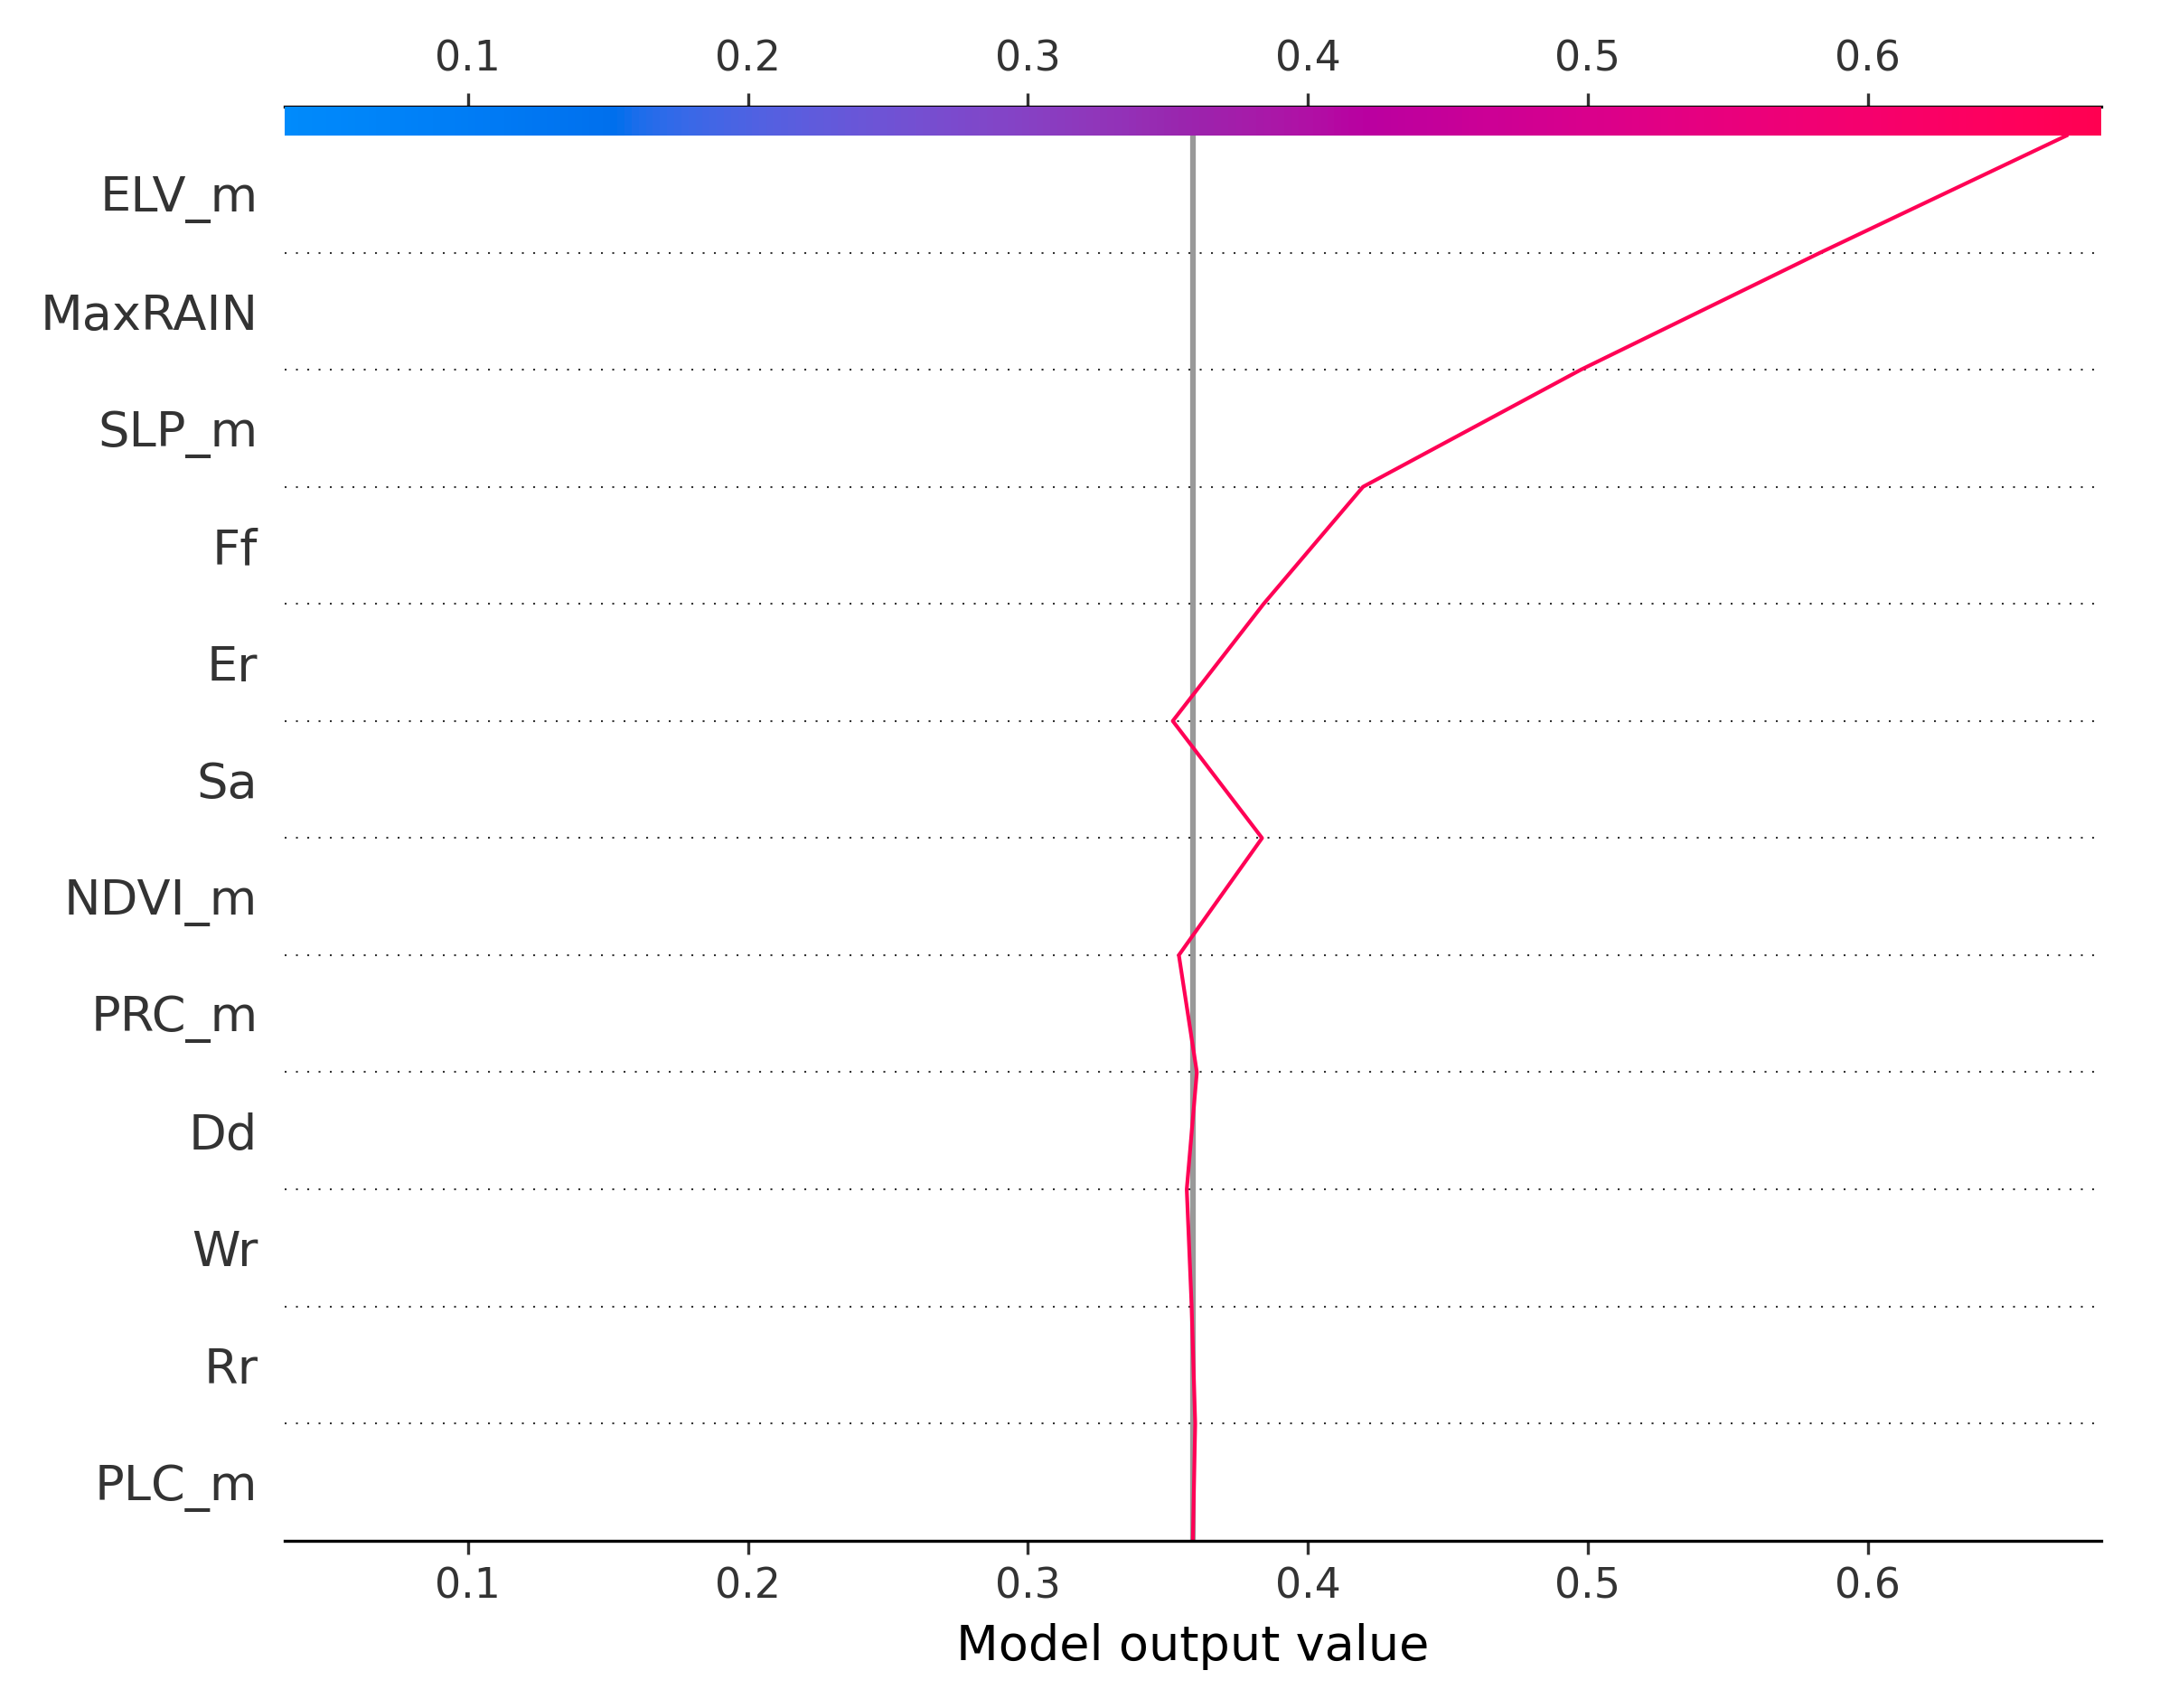 0.1 0.2 0.3 0.4 0.5 0.6
ELV_m
MaxRAIN
SLP_m
Ff
Er
Sa
NDVI_m
PRC_m
Dd
Wr
Rr
PLC_m
0.1 0.2 0.3 0.4 0.5 0.6
Model output value